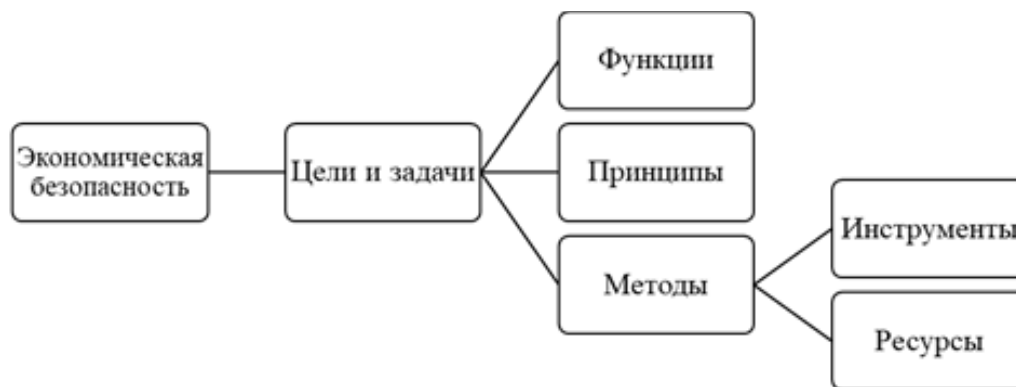 Экономическая
безопасность
Цели и задачи
Функции
Принципы
Методы
Инструменты
Ресурсы